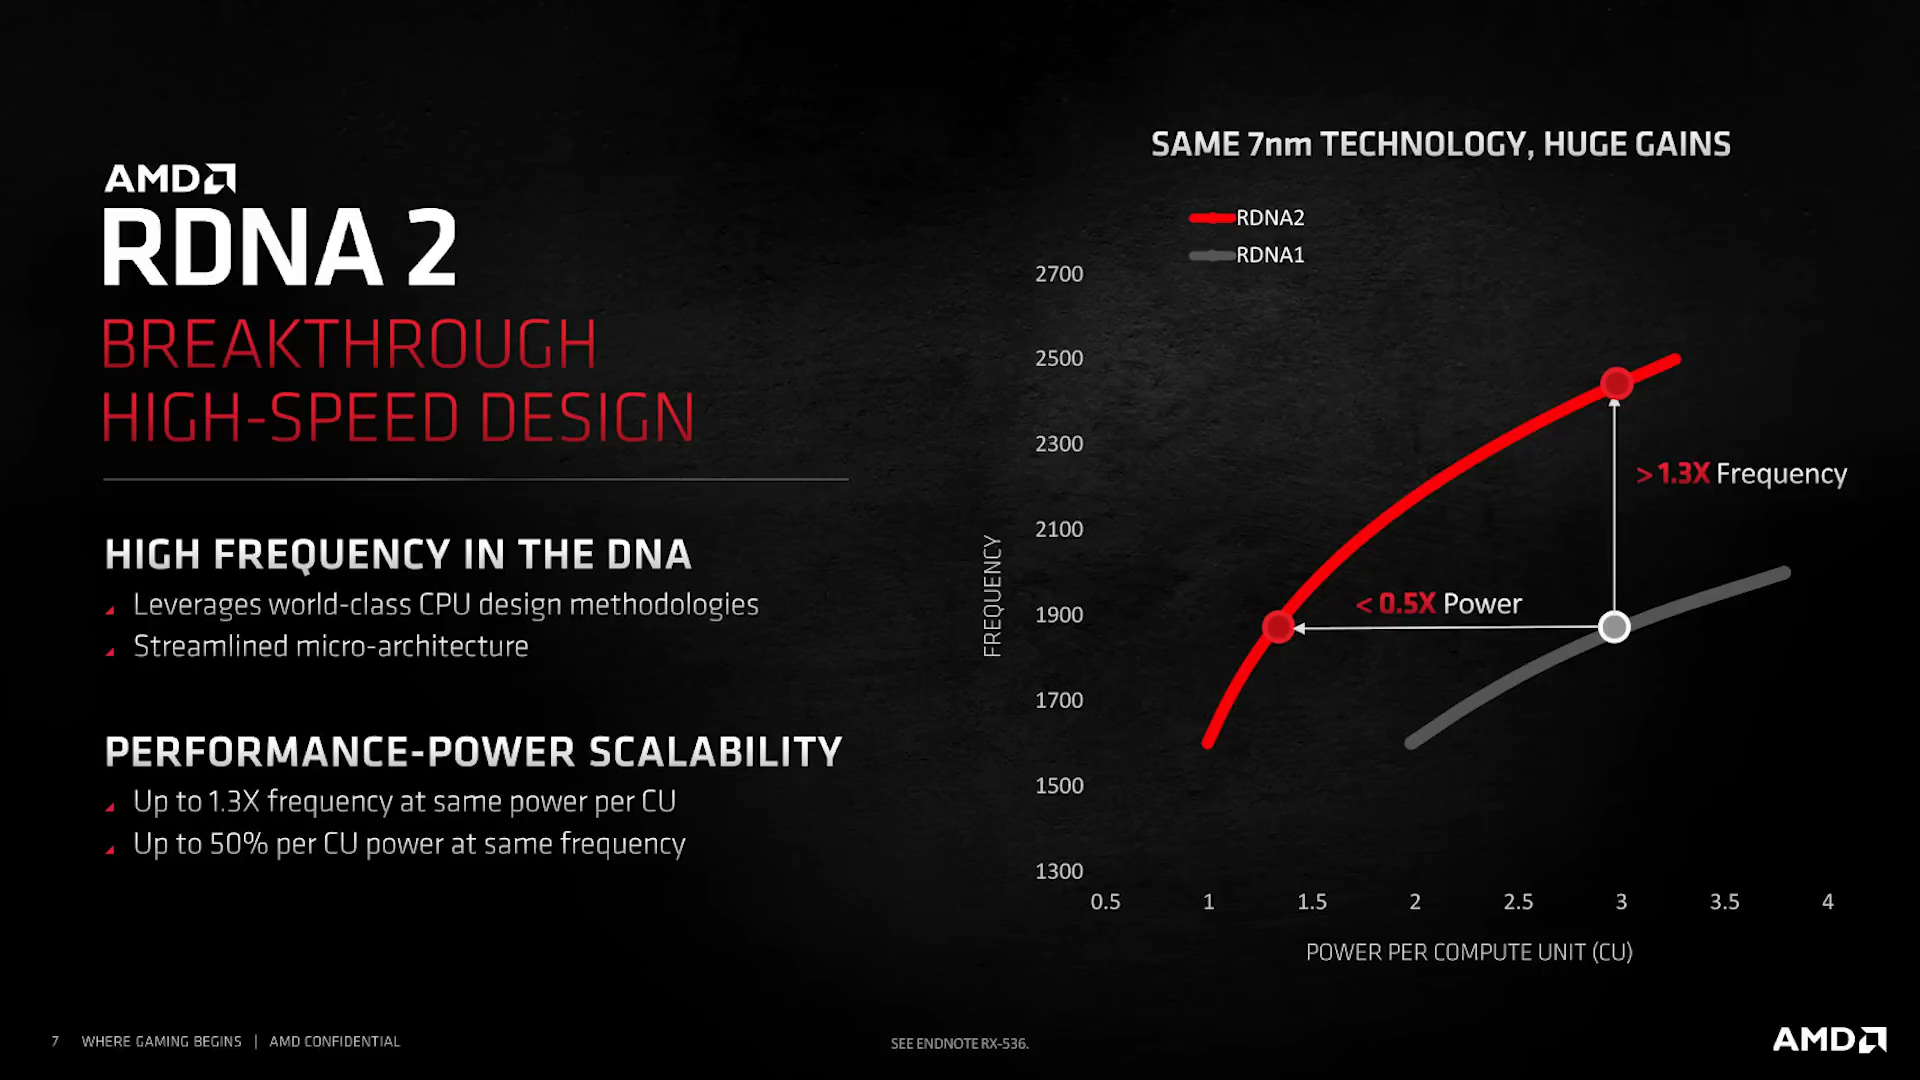 AMD
RDNA 2
BREAKTHROUGH
HIGH-SPEED DESIGN
HIGH FREQUENCY IN THE DNA
Leverages world-class CPU design methodologies
Streamlined micro-architecture
PERFORMANCE-POWER SCALABILITY
Up to 1.3X frequency at same power per CU
Up to 50% per CU power at same frequency
SAME 7nm TECHNOLOGY, HUGE GAINS
RDNA2
RDNA1
2700
2500
2300
2100
1900
1700
1500
1300
FREQUENCY
> 1.3X Frequency
< 0.5X Power
0.5 1 1.5 2 2.5 3 3.5 4
POWER PER COMPUTE UNIT (CU)
7 WHERE GAMING BEGINS | AMD CONFIDENTIAL
SEE ENDNOTE RX-536.
AMD